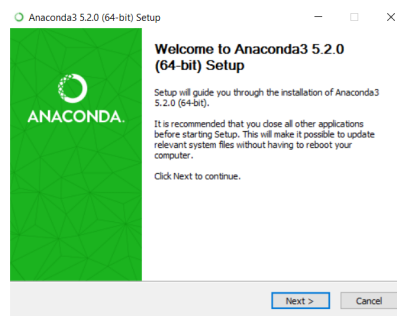 Anaconda3 5.2.0 (64-bit) Setup
ANACONDA.
Welcome to Anaconda3 5.2.0
(64-bit) Setup
Setup will guide you through the installation of Anaconda3
5.2.0 (64-bit).
It is recommended that you close all other applications
before starting Setup. This will make it possible to update
relevant system files without having to reboot your
computer.
Click Next to continue.
Next >
Cancel